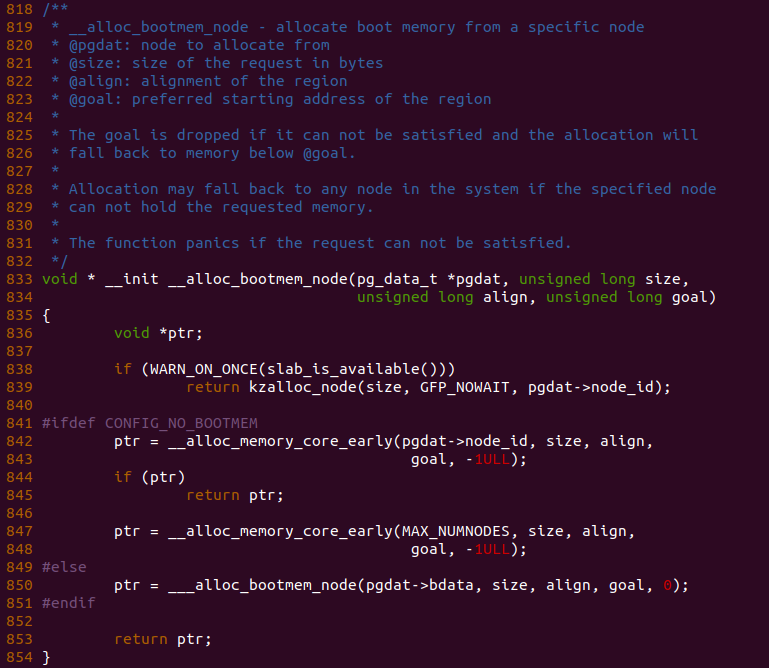 818 /**
819  * __alloc_bootmem_node - allocate boot memory from a specific node
820  * @pgdat: node to allocate from
821  * @size: size of the request in bytes
822  * @align: alignment of the region
823  * @goal: preferred starting address of the region
824  *
825  * The goal is dropped if it can not be satisfied and the allocation will
826  * fall back to memory below @goal.
827  *
828  * Allocation may fall back to any node in the system if the specified node
829  * can not hold the requested memory.
830  *
831  * The function panics if the request can not be satisfied.
832  */
833 void * __init __alloc_bootmem_node(pg_data_t *pgdat, unsigned long size,
834                                    unsigned long align, unsigned long goal)
835 {
836         void *ptr;
837
838         if (WARN_ON_ONCE(slab_is_available()))
839                 return kzalloc_node(size, GFP_NOWAIT, pgdat->node_id);
840
841 #ifdef CONFIG_NO_BOOTMEM
842         ptr = __alloc_memory_core_early(pgdat->node_id, size, align,
843                                          goal, -1ULL);
844         if (ptr)
845                 return ptr;
846
847         ptr = __alloc_memory_core_early(MAX_NUMNODES, size, align,
848                                          goal, -1ULL);
849 #else
850         ptr = ___alloc_bootmem_node(pgdat->bdata, size, align, goal, 0);
851 #endif
852
853         return ptr;
854 }